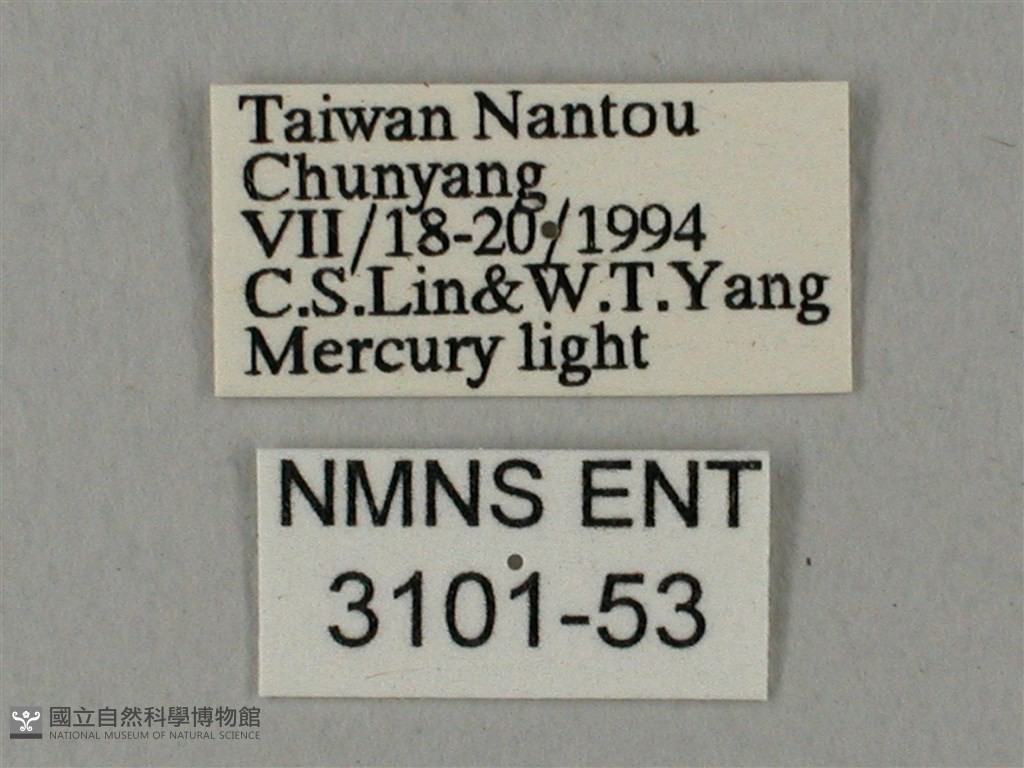 Taiwan Nantou
Chunyang
VII/18-20/1994
C.S.Lin&W.T.Yang
Mercury light
NMNS ENT
3101-53
國立自然科學博物館
NATIONAL MUSEUM OF NATURAL SCIENCE